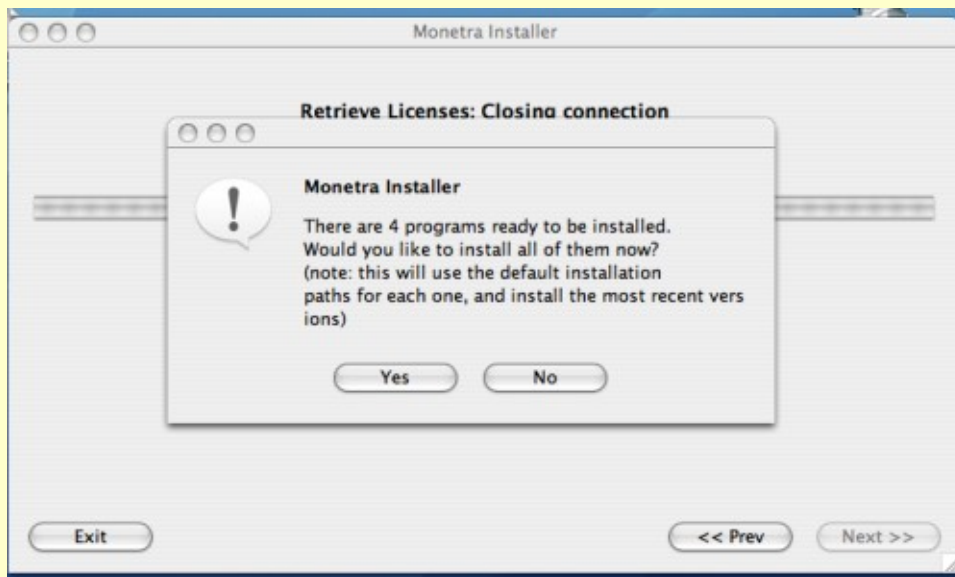 Monetra Installer
Retrieve Licenses: Closing connection
Monetra Installer
There are 4 programs ready to be installed.
Would you like to install all of them now?
(note: this will use the default installation
paths for each one, and install the most recent vers
ions)
Yes No
Exit << Prev Next >>